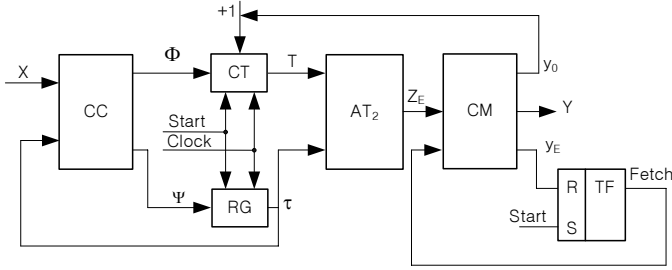 +1
X
Φ
CT
T
y0
CC
AT2
ZE
CM
Y
Start
Clock
yE
Ψ
RG
τ
R
TF
Fetch
Start
S